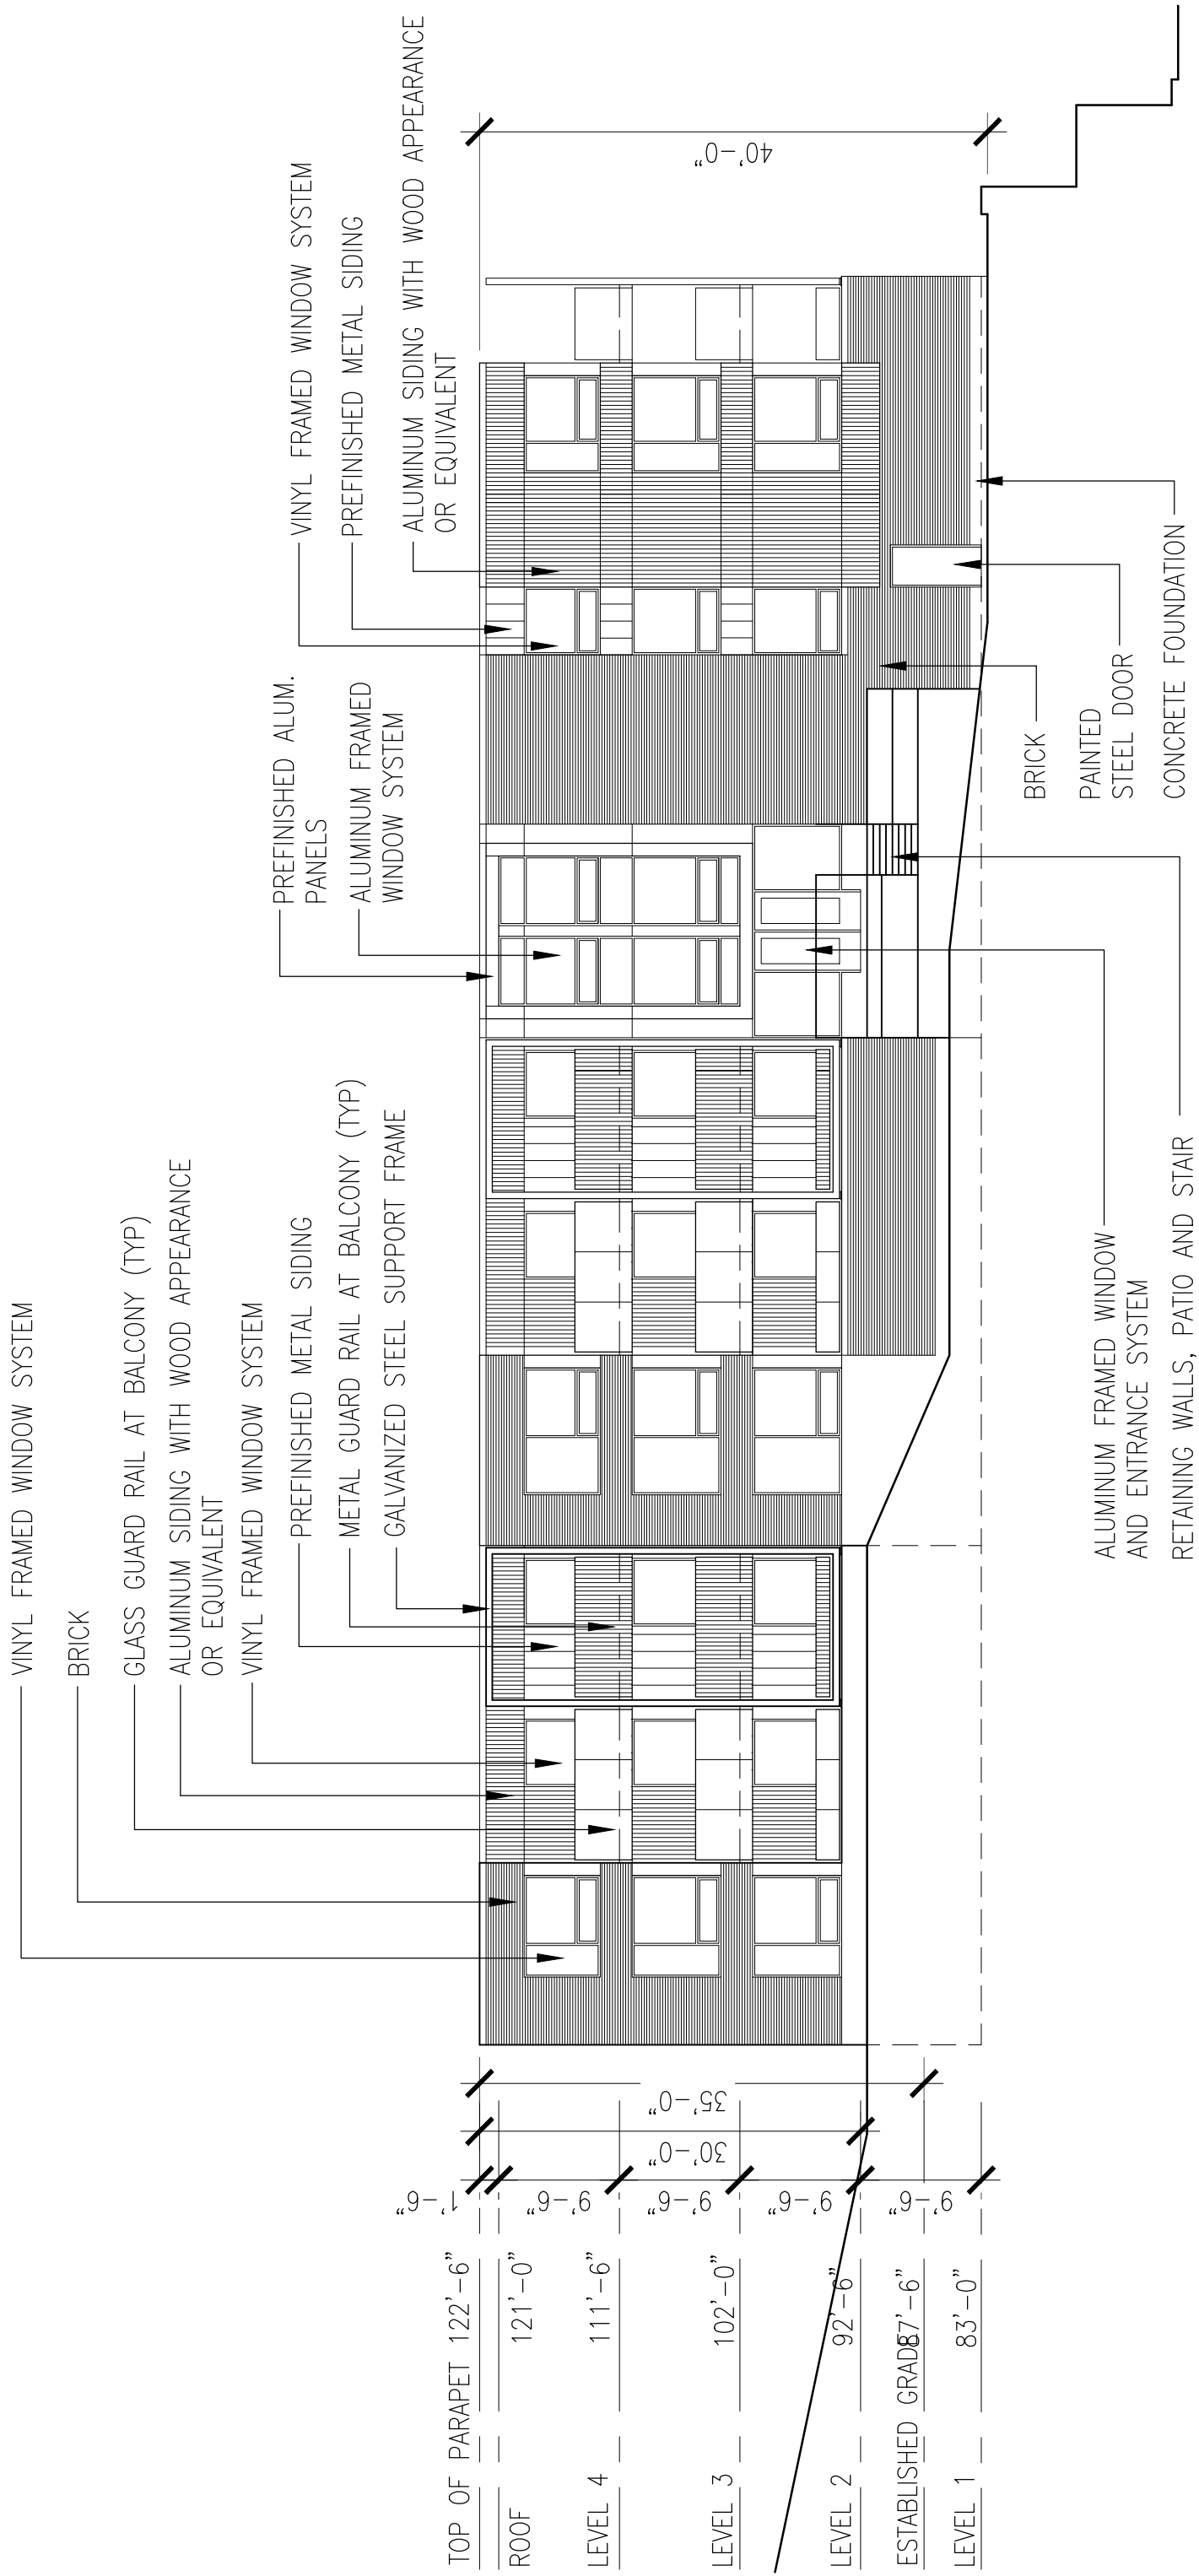 VINYL FRAMED WINDOW SYSTEM
BRICK
GLASS GUARD RAIL AT BALCONY (TYP)
ALUMINUM SIDING WITH WOOD APPEARANCE
OR EQUIVALENT
VINYL FRAMED WINDOW SYSTEM
PREFINISHED METAL SIDING
METAL GUARD RAIL AT BALCONY (TYP)
GALVANIZED STEEL SUPPORT FRAME
PREFINISHED ALUM.
PANELS
ALUMINUM FRAMED
WINDOW SYSTEM
VINYL FRAMED WINDOW SYSTEM
PREFINISHED METAL SIDING
ALUMINUM SIDING WITH WOOD APPEARANCE
OR EQUIVALENT
TOP OF PARAPET 122'-6"
ROOF 121'-0"
LEVEL 4 111'-6"
LEVEL 3 102'-0"
LEVEL 2 92'-6"
ESTABLISHED GRADE 87'-6"
LEVEL 1 83'-0"
1'-6"
9'-6"
9'-6"
9'-6"
9'-6"
30'-0"
35'-0"
40'-0"
ALUMINUM FRAMED WINDOW
AND ENTRANCE SYSTEM
RETAINING WALLS, PATIO AND STAIR
BRICK
PAINTED
STEEL DOOR
CONCRETE FOUNDATION